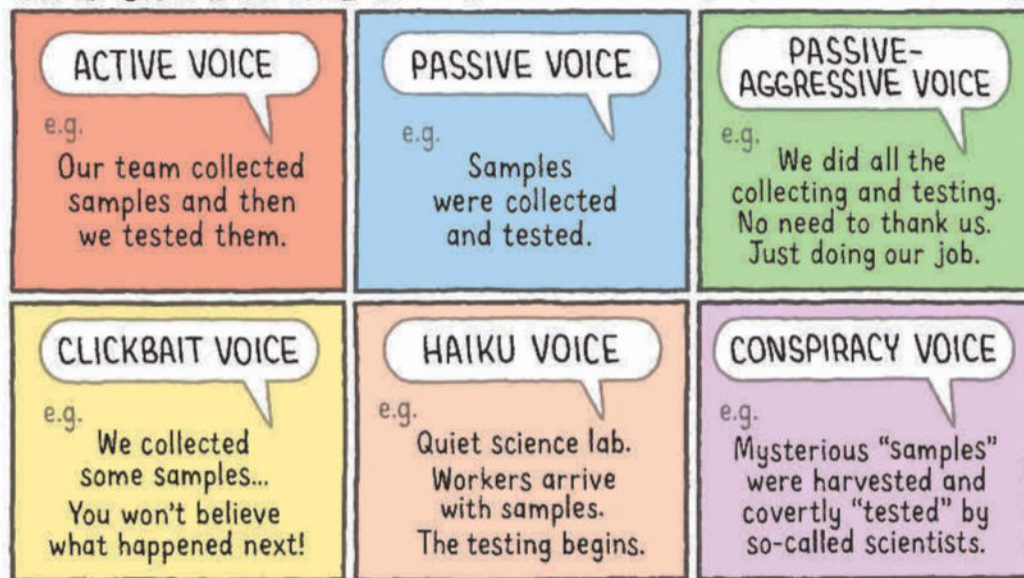 ACTIVE VOICE
e.g.
Our team collected
samples and then
we tested them.
PASSIVE VOICE
e.g.
Samples
were collected
and tested.
PASSIVE-
AGGRESSIVE VOICE
e.g.
We did all the
collecting and testing.
No need to thank us.
Just doing our job.
CLICKBAIT VOICE
e.g.
We collected
some samples...
You won't believe
what happened next!
HAIKU VOICE
e.g.
Quiet science lab.
Workers arrive
with samples.
The testing begins.
CONSPIRACY VOICE
e.g.
Mysterious “samples”
were harvested and
covertly “tested” by
so-called scientists.